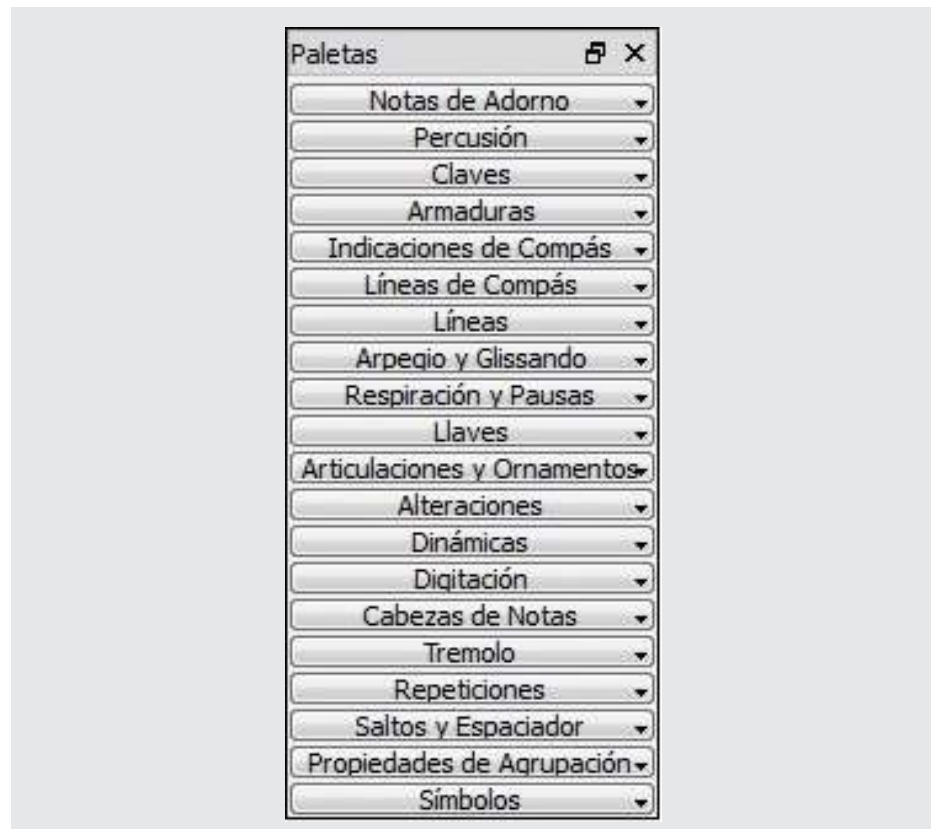 Paletas
Notas de Adorno
Percusión
Claves
Armaduras
Indicaciones de Compás
Líneas de Compás
Líneas
Arpegio y Glissando
Respiración y Pausas
Llaves
Articulaciones y Ornamentos
Alteraciones
Dinámicas
Digitación
Cabezas de Notas
Tremolo
Repeticiones
Saltos y Espaciador
Propiedades de Agrupación
Símbolos